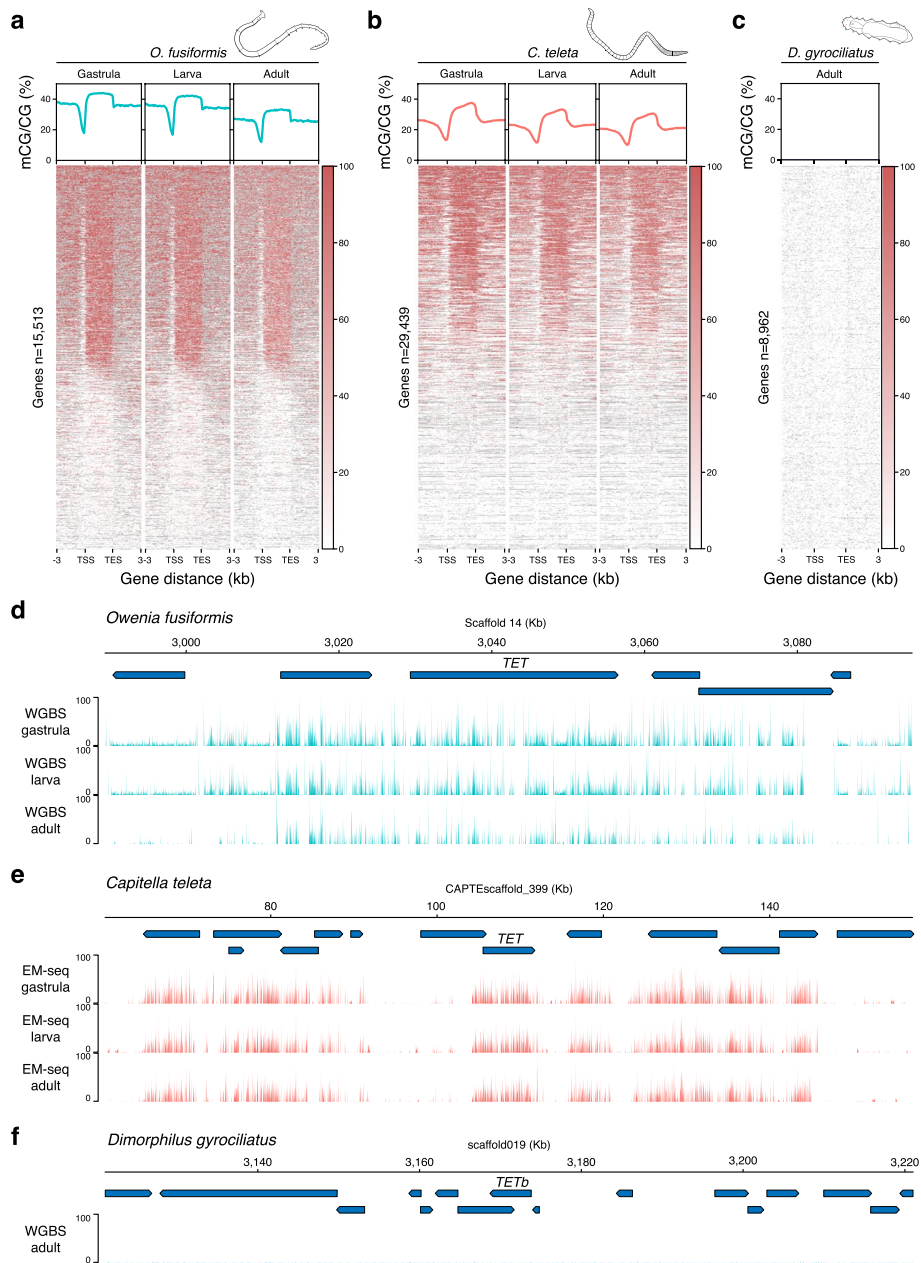 a
b
c
O. fusiformis
C. teleta
D. gyrociliatus
Gastrula Larva Adult
Gastrula Larva Adult
Adult
mCG/CG (%)
40
20
0
mCG/CG (%)
40
20
0
mCG/CG (%)
40
20
0
Genes n=15,513
100
80
60
40
20
0
Genes n=29,439
100
80
60
40
20
0
Genes n=8,962
100
80
60
40
20
0
-3 TSS TES 3-3 TSS TES 3-3 TSS TES 3
-3 TSS TES 3-3 TSS TES 3-3 TSS TES 3
-3 TSS TES 3
Gene distance (kb)
Gene distance (kb)
Gene distance (kb)
d
Owenia fusiformis
Scaffold 14 (Kb)
3,000 3,020 3,040 3,060 3,080
TET
WGBS gastrula
100
0
WGBS larva
100
0
WGBS adult
100
0
e
Capitella teleta
CAPTEscaffold_399 (Kb)
80 100 120 140
TET
EM-seq gastrula
100
0
EM-seq larva
100
0
EM-seq adult
100
0
f
Dimorphilus gyrociliatus
scaffold019 (Kb)
3,140 3,160 3,180 3,200 3,220
TETb
WGBS adult
100
0